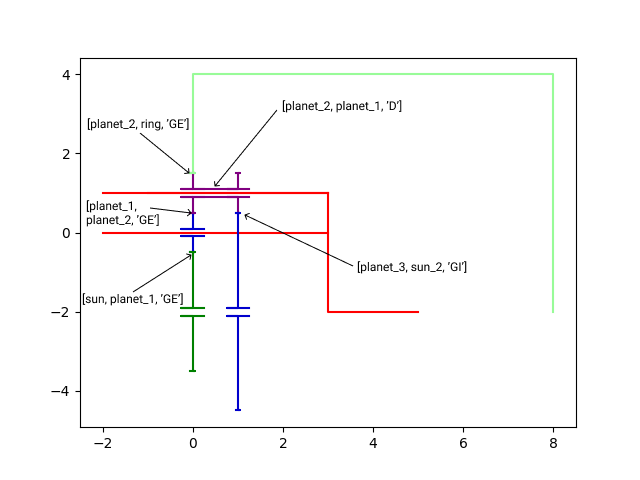 4
[planet_2, planet_1, ‘D’]
[planet_2, ring, ‘GE’]
2
[planet_1,
planet_2, ‘GE’]
0
[planet_3, sun_2, ‘GI’]
[sun, planet_1, ‘GE’]
−2
−4
−2 0 2 4 6 8